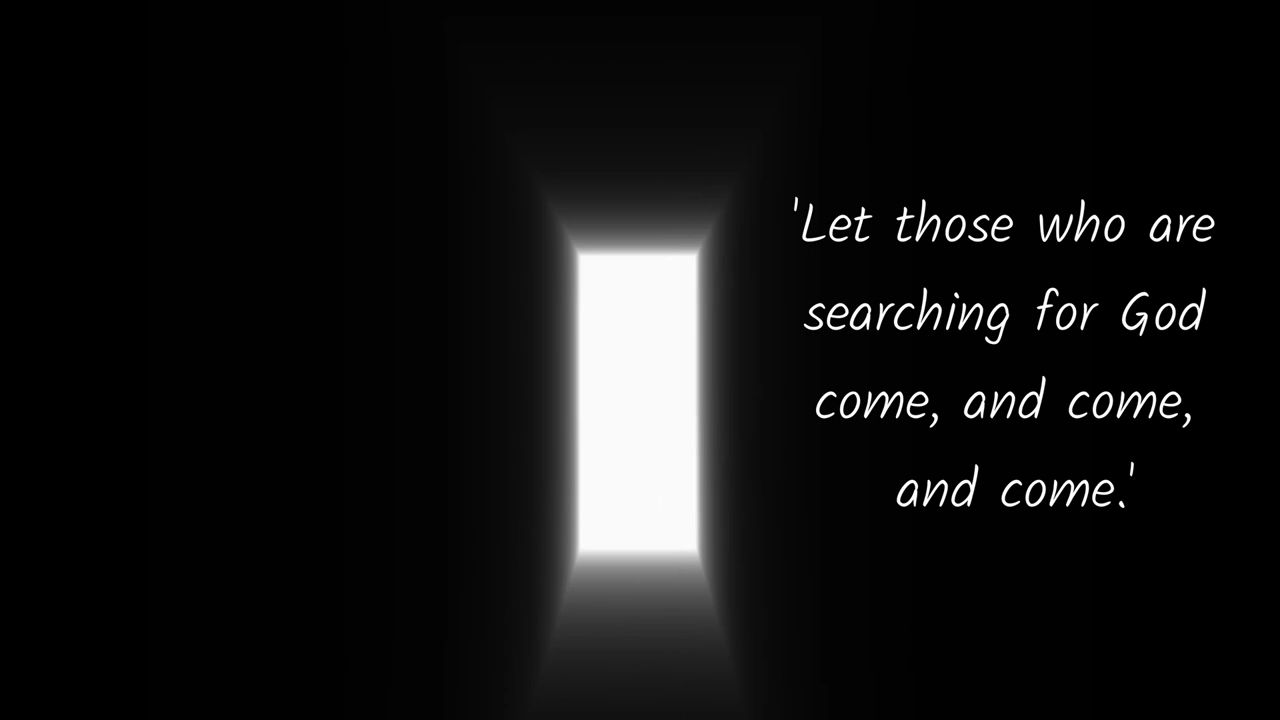 'Let those who are
searching for God
come, and come,
and come.'